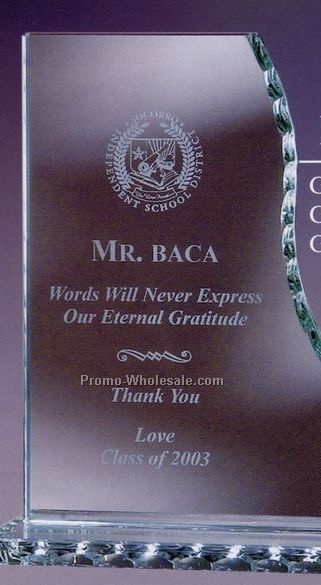 SOCORRO
INDEPENDENT SCHOOL DISTRICT
MR. BACA
Words Will Never Express
Our Eternal Gratitude
Promo-Wholesale.com
Thank You
Love
Class of 2003